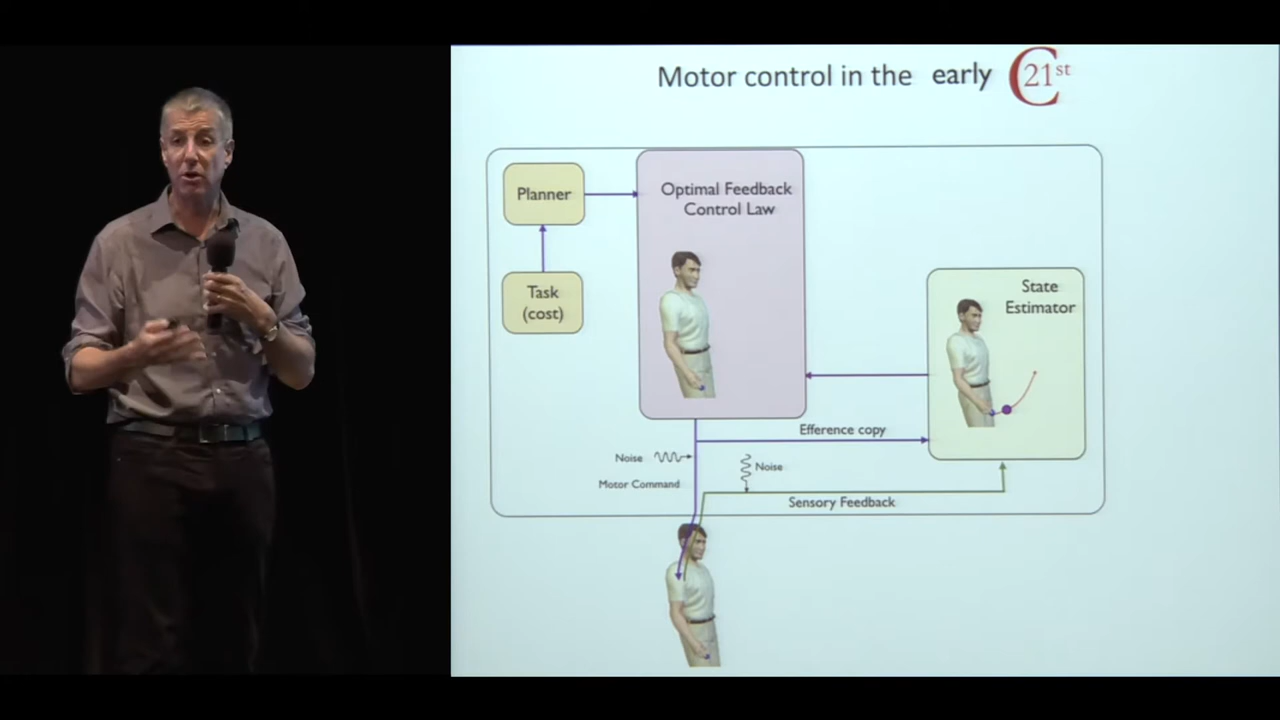 Motor control in the early C21st
Planner
Optimal Feedback
Control Law
Task
(cost)
State
Estimator
Efference copy
Noise
Noise
Motor Command
Sensory Feedback